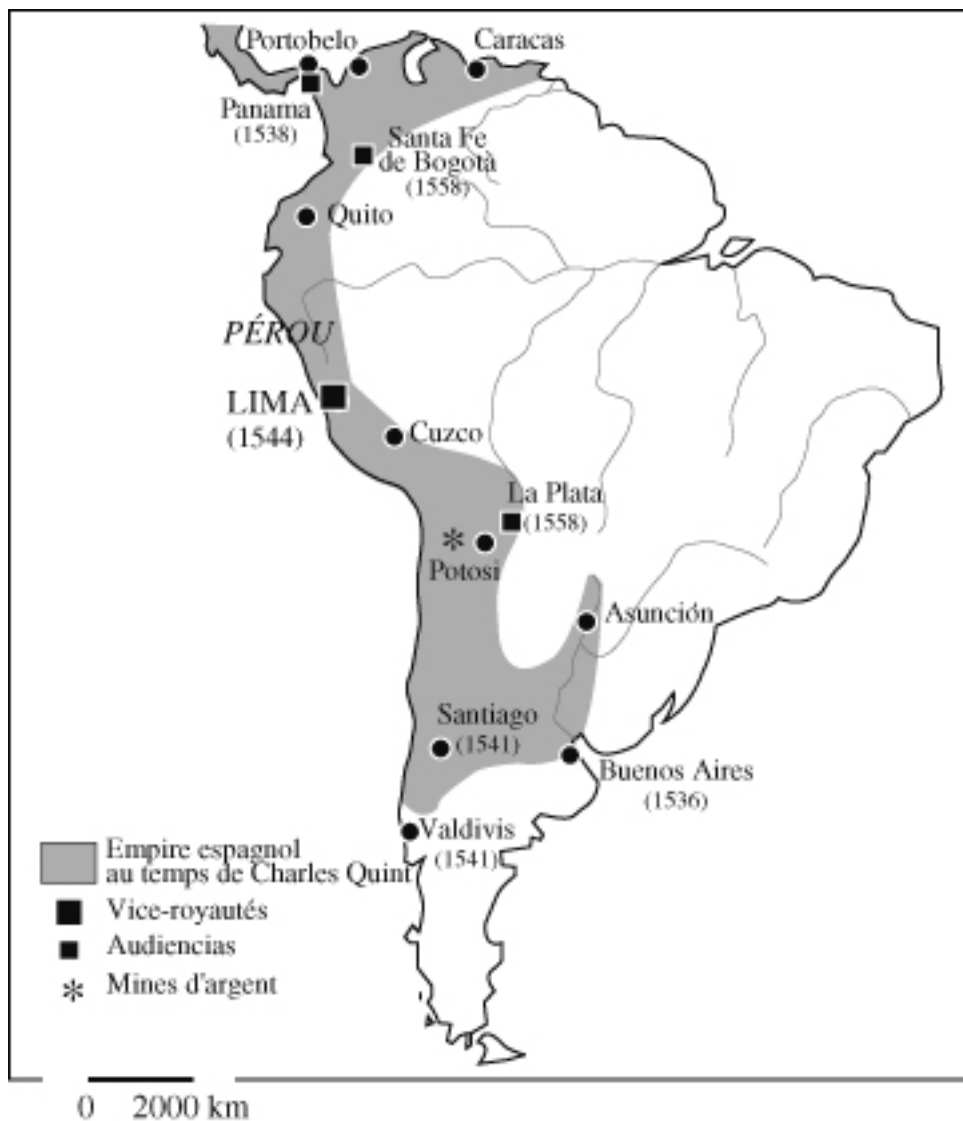 Portobelo
Caracas
Panama
(1538)
Santa Fe
de Bogotà
(1558)
Quito
PÉROU
LIMA
(1544)
Cuzco
La Plata
(1558)
Potosi
Asunción
Santiago
(1541)
Buenos Aires
(1536)
Valdivis
(1541)
Empire espagnol
au temps de Charles Quint
Vice-royautés
Audiencias
Mines d'argent
0 2000 km